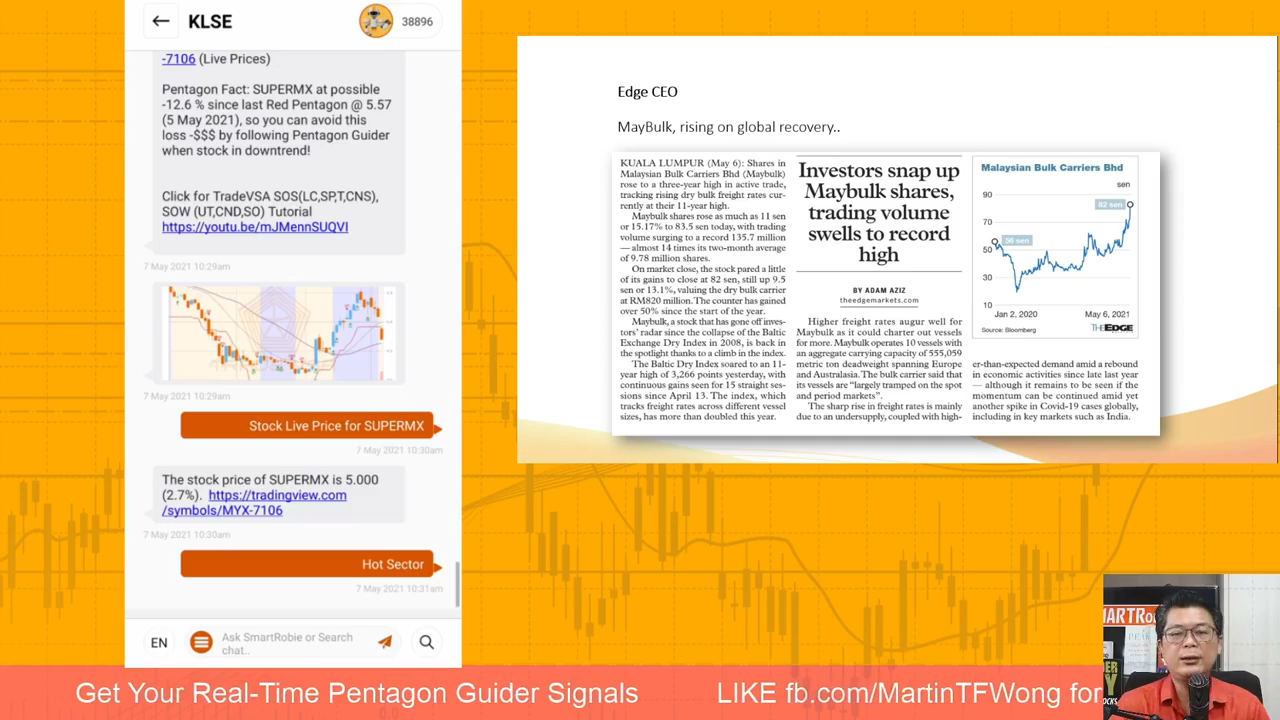 KLSE
38896
-7106 (Live Prices)
Pentagon Fact: SUPERMX at possible
-12.6 % since last Red Pentagon @ 5.57
(5 May 2021), so you can avoid this
loss -$$$ by following Pentagon Guider
when stock in downtrend!
Click for TradeVSA SOS(LC,SP,T,CNS),
SOW (UT,CND,SO) Tutorial
https://youtu.be/mJMennSUQVI
7 May 2021 10:29am
7 May 2021 10:29am
Stock Live Price for SUPERMX
7 May 2021 10:30am
The stock price of SUPERMX is 5.000
(2.7%). https://tradingview.com
/symbols/MYX-7106
7 May 2021 10:30am
Hot Sector
7 May 2021 10:31am
EN
Ask SmartRobie or Search
chat..
Edge CEO
MayBulk, rising on global recovery..
KUALA LUMPUR (May 6): Shares in
Malaysian Bulk Carriers Bhd (Maybulk)
rose to a three-year high in active trade,
tracking rising dry bulk freight rates cur-
rently at their 11-year high.
Maybulk shares rose as much as 11 sen
or 15.17% to 83.5 sen today, with trading
volume surging to a record 135.7 million
— almost 14 times its two-month average
of 9.78 million shares.
On market close, the stock pared a little
of its gains to close at 82 sen, still up 9.5
sen or 13.1%, valuing the dry bulk carrier
at RM820 million. The counter has gained
over 50% since the start of the year.
Maybulk, a stock that has gone off inves-
tors' radar since the collapse of the Baltic
Exchange Dry Index in 2008, is back in
the spotlight thanks to a climb in the index.
The Baltic Dry Index soared to an 11-
year high of 3,266 points yesterday, with
continuous gains seen for 15 straight ses-
sions since April 13. The index, which
tracks freight rates across different vessel
sizes, has more than doubled this year.
Investors snap up
Maybulk shares,
trading volume
swells to record
high
BY ADAM AZIZ
theedgemarkets.com
Higher freight rates augur well for
Maybulk as it could charter out vessels
for more. Maybulk operates 10 vessels with
an aggregate carrying capacity of 555,059
metric ton deadweight spanning Europe
and Australasia. The bulk carrier said that
its vessels are "largely tramped on the spot
and period markets".
The sharp rise in freight rates is mainly
due to an undersupply, coupled with high-
Malaysian Bulk Carriers Bhd
sen
90
82 sen
70
56 sen
50
30
10
Jan 2, 2020
May 6, 2021
Source: Bloomberg
THE EDGE
er-than-expected demand amid a rebound
in economic activities since late last year
— although it remains to be seen if the
momentum can be continued amid yet
another spike in Covid-19 cases globally,
including in key markets such as India.
Get Your Real-Time Pentagon Guider Signals
LIKE fb.com/MartinTFWong for